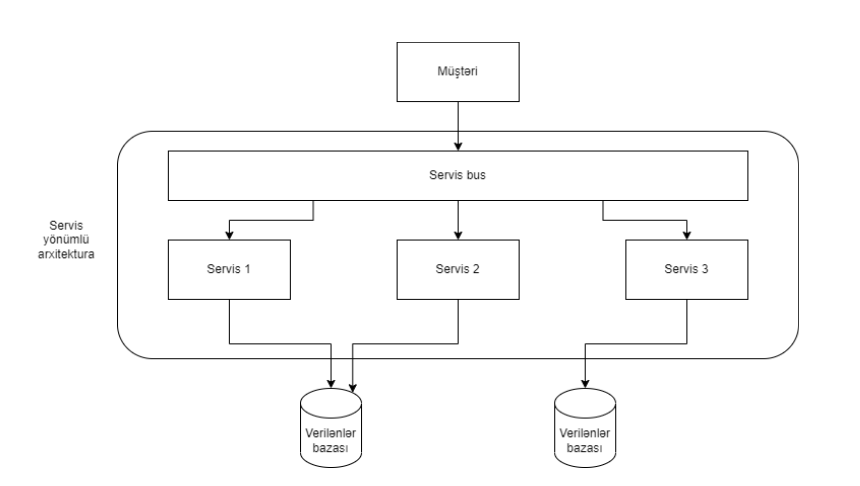 Müştəri
Servis bus
Servis
yönümlü
arxitektura
Servis 1
Servis 2
Servis 3
Verilənlər
bazası
Verilənlər
bazası